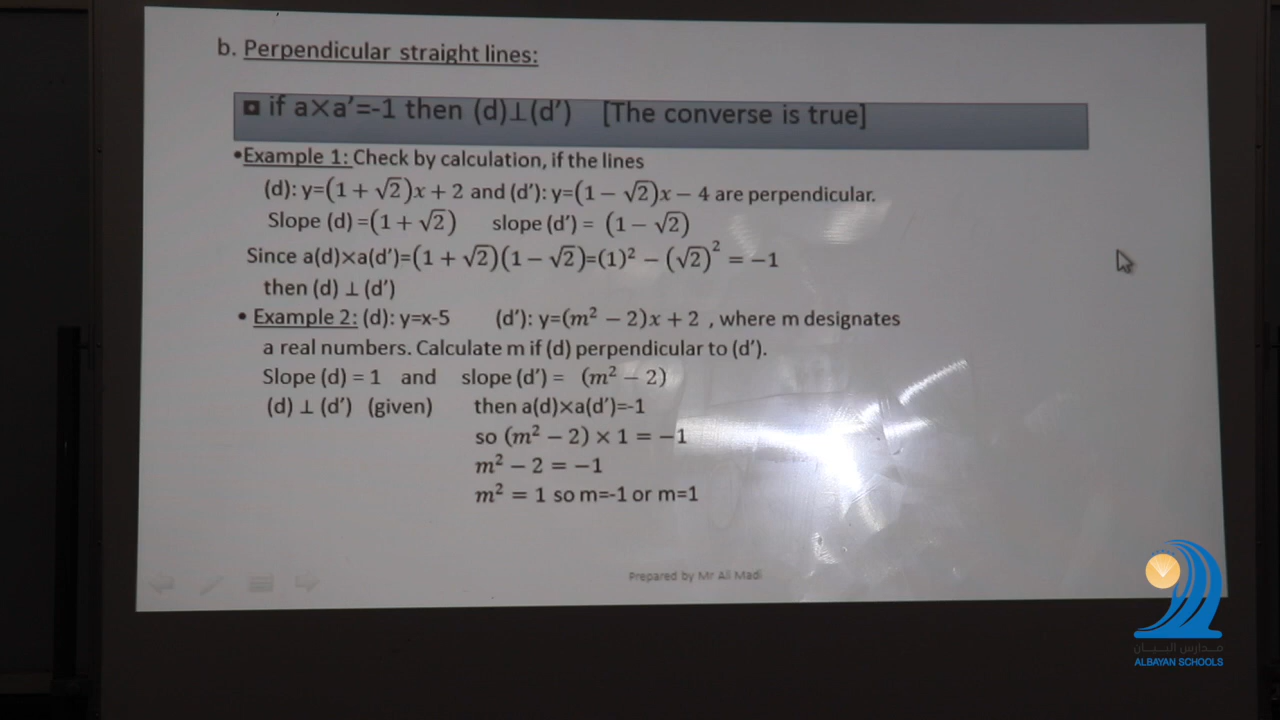 b. Perpendicular straight lines:
◘ if a×a′=-1 then (d)⊥(d′) [The converse is true]
•Example 1: Check by calculation, if the lines
(d): y=(1 + √2)x + 2 and (d′): y=(1 − √2)x − 4 are perpendicular.
Slope (d) =(1 + √2) slope (d′) = (1 − √2)
Since a(d)×a(d′)=(1 + √2)(1 − √2)=(1)² − (√2)² = −1
then (d) ⊥ (d′)
• Example 2: (d): y=x-5 (d′): y=(m² − 2)x + 2 , where m designates
a real numbers. Calculate m if (d) perpendicular to (d′).
Slope (d) = 1 and slope (d′) = (m² − 2)
(d) ⊥ (d′) (given) then a(d)×a(d′)=-1
so (m² − 2) × 1 = −1
m² − 2 = −1
m² = 1 so m=-1 or m=1
Prepared by Mr Ali Madi
مدارس البيان
ALBAYAN SCHOOLS